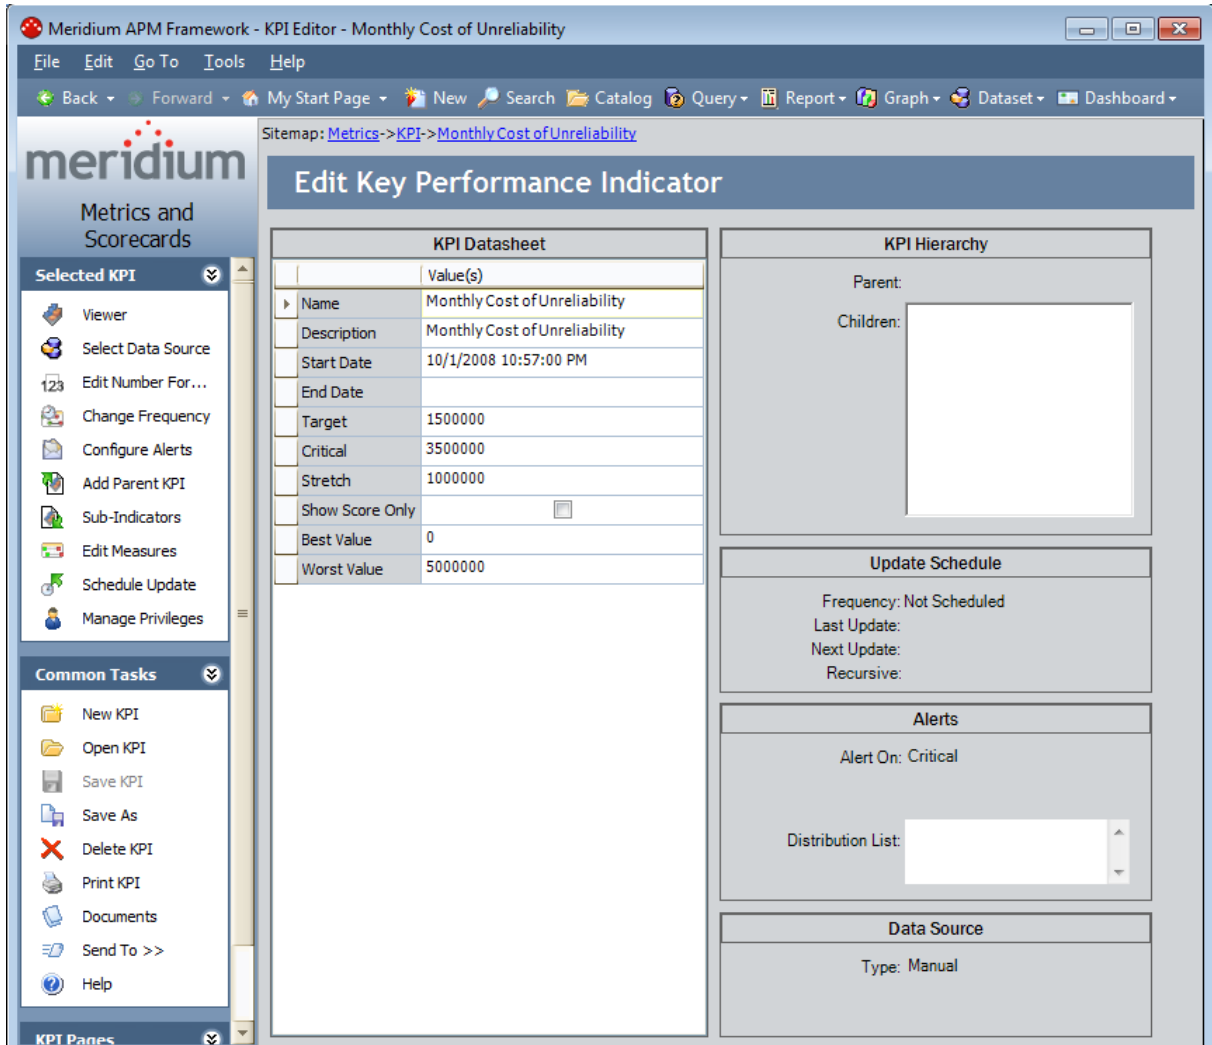 Meridium APM Framework - KPI Editor - Monthly Cost of Unreliability
File Edit Go To Tools Help
Back Forward My Start Page New Search Catalog Query Report Graph Dataset Dashboard
Sitemap: Metrics->KPI->Monthly Cost of Unreliability
meridium
Metrics and
Scorecards
Edit Key Performance Indicator
Selected KPI
Viewer
Select Data Source
123 Edit Number For...
Change Frequency
Configure Alerts
Add Parent KPI
Sub-Indicators
Edit Measures
Schedule Update
Manage Privileges
Common Tasks
New KPI
Open KPI
Save KPI
Save As
Delete KPI
Print KPI
Documents
Send To >>
Help
KPI Pages
KPI Datasheet
Value(s)
Name Monthly Cost of Unreliability
Description Monthly Cost of Unreliability
Start Date 10/1/2008 10:57:00 PM
End Date
Target 1500000
Critical 3500000
Stretch 1000000
Show Score Only
Best Value 0
Worst Value 5000000
KPI Hierarchy
Parent:
Children:
Update Schedule
Frequency: Not Scheduled
Last Update:
Next Update:
Recursive:
Alerts
Alert On: Critical
Distribution List:
Data Source
Type: Manual